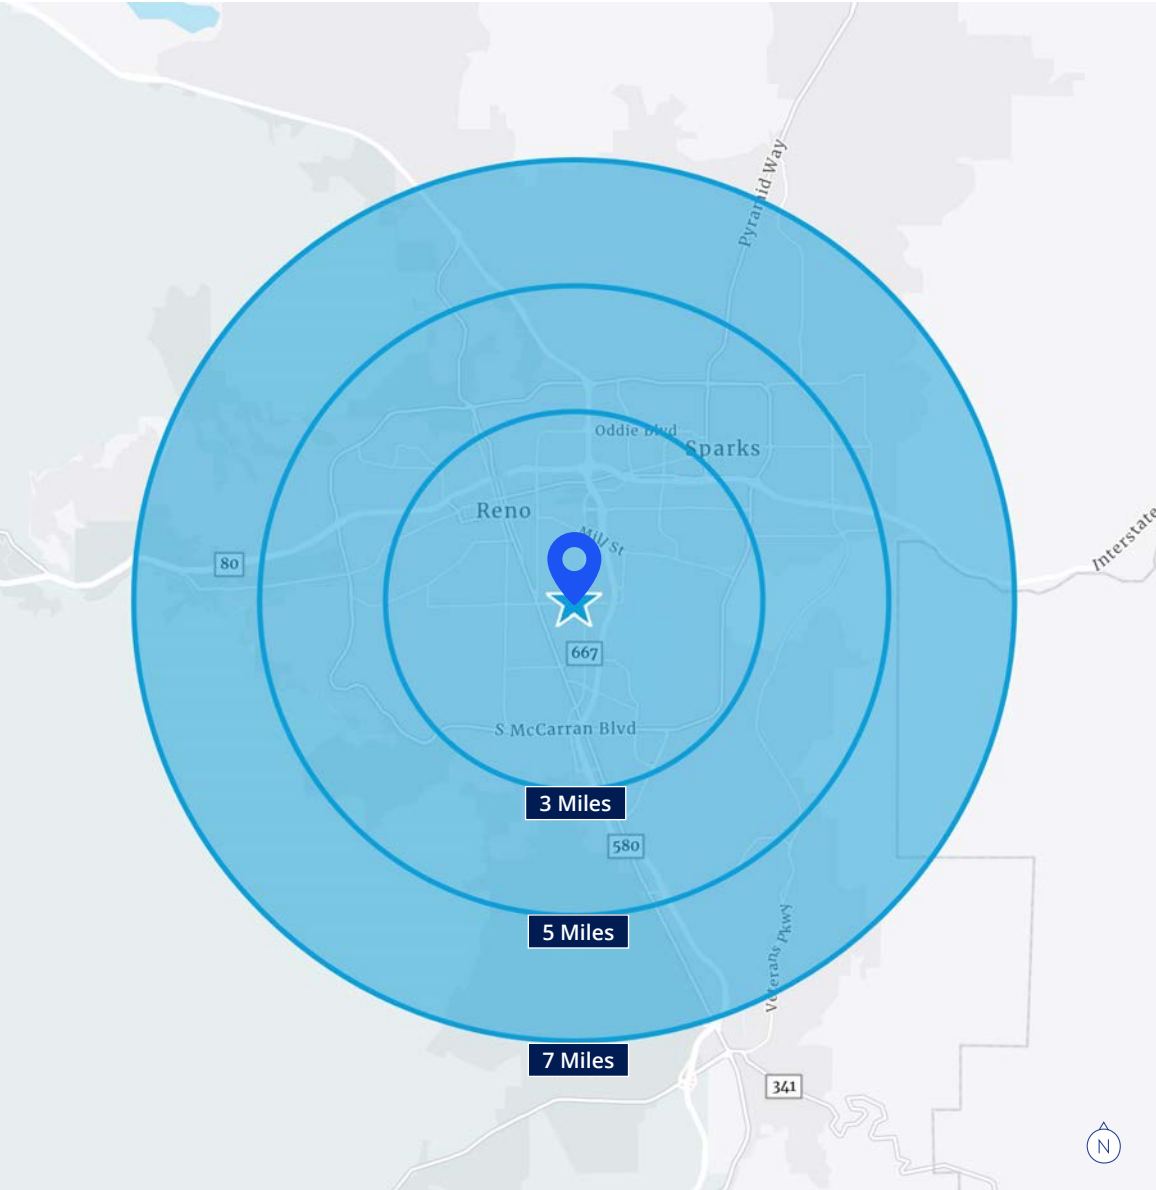 Pyramid Way
Oddie Blvd
Sparks
Reno
Mill St
Interstate
80
667
S McCarran Blvd
3 Miles
580
5 Miles
Veterans Pkwy
7 Miles
341
N